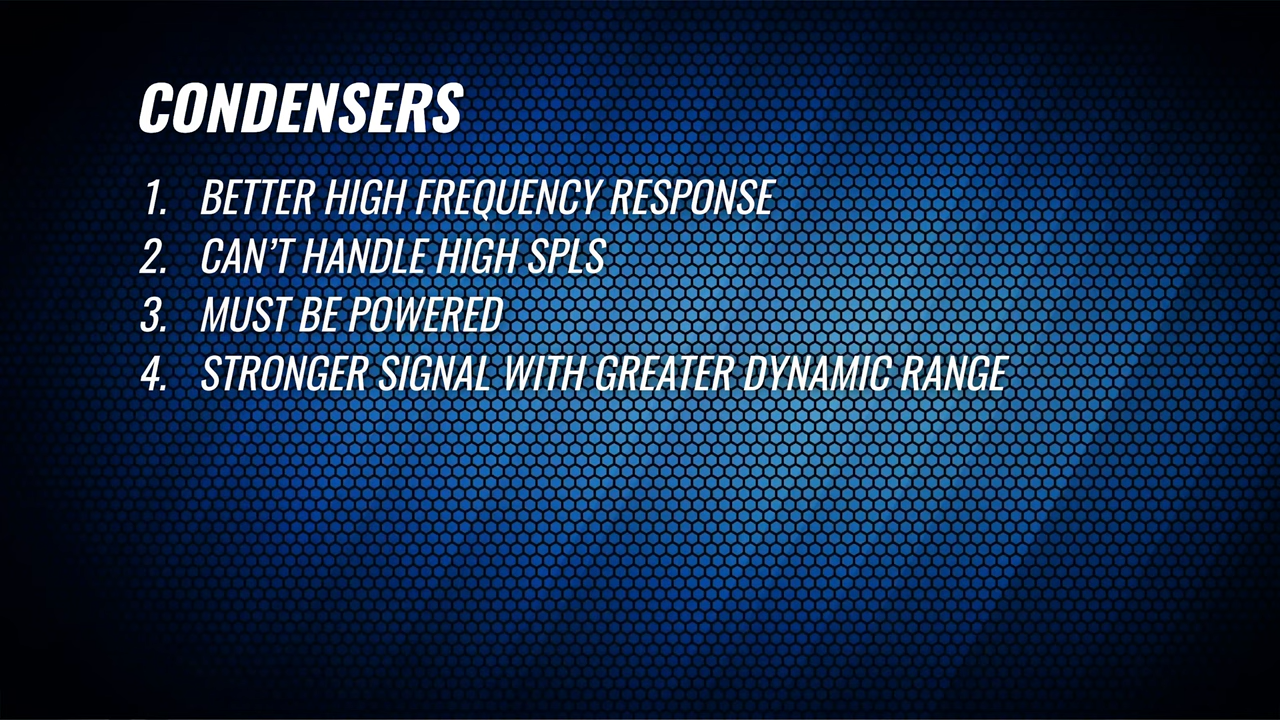 CONDENSERS
1. BETTER HIGH FREQUENCY RESPONSE
2. CAN’T HANDLE HIGH SPLS
3. MUST BE POWERED
4. STRONGER SIGNAL WITH GREATER DYNAMIC RANGE